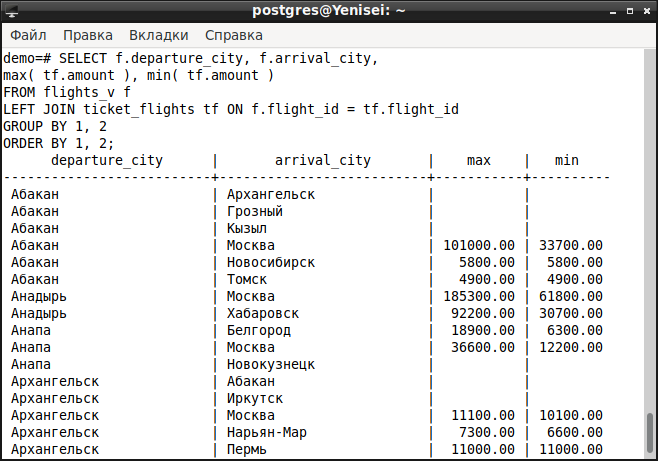 postgres@Yenisei: ~
Файл Правка Вкладки Справка
demo=# SELECT f.departure_city, f.arrival_city,
max( tf.amount ), min( tf.amount )
FROM flights_v f
LEFT JOIN ticket_flights tf ON f.flight_id = tf.flight_id
GROUP BY 1, 2
ORDER BY 1, 2;
departure_city | arrival_city | max | min
--------------------------+--------------------------+-----------+----------
Абакан | Архангельск | |
Абакан | Грозный | |
Абакан | Кызыл | |
Абакан | Москва | 101000.00 | 33700.00
Абакан | Новосибирск | 5800.00 | 5800.00
Абакан | Томск | 4900.00 | 4900.00
Анадырь | Москва | 185300.00 | 61800.00
Анадырь | Хабаровск | 92200.00 | 30700.00
Анапа | Белгород | 18900.00 | 6300.00
Анапа | Москва | 36600.00 | 12200.00
Анапа | Новокузнецк | |
Архангельск | Абакан | |
Архангельск | Иркутск | |
Архангельск | Москва | 11100.00 | 10100.00
Архангельск | Нарьян-Мар | 7300.00 | 6600.00
Архангельск | Пермь | 11000.00 | 11000.00